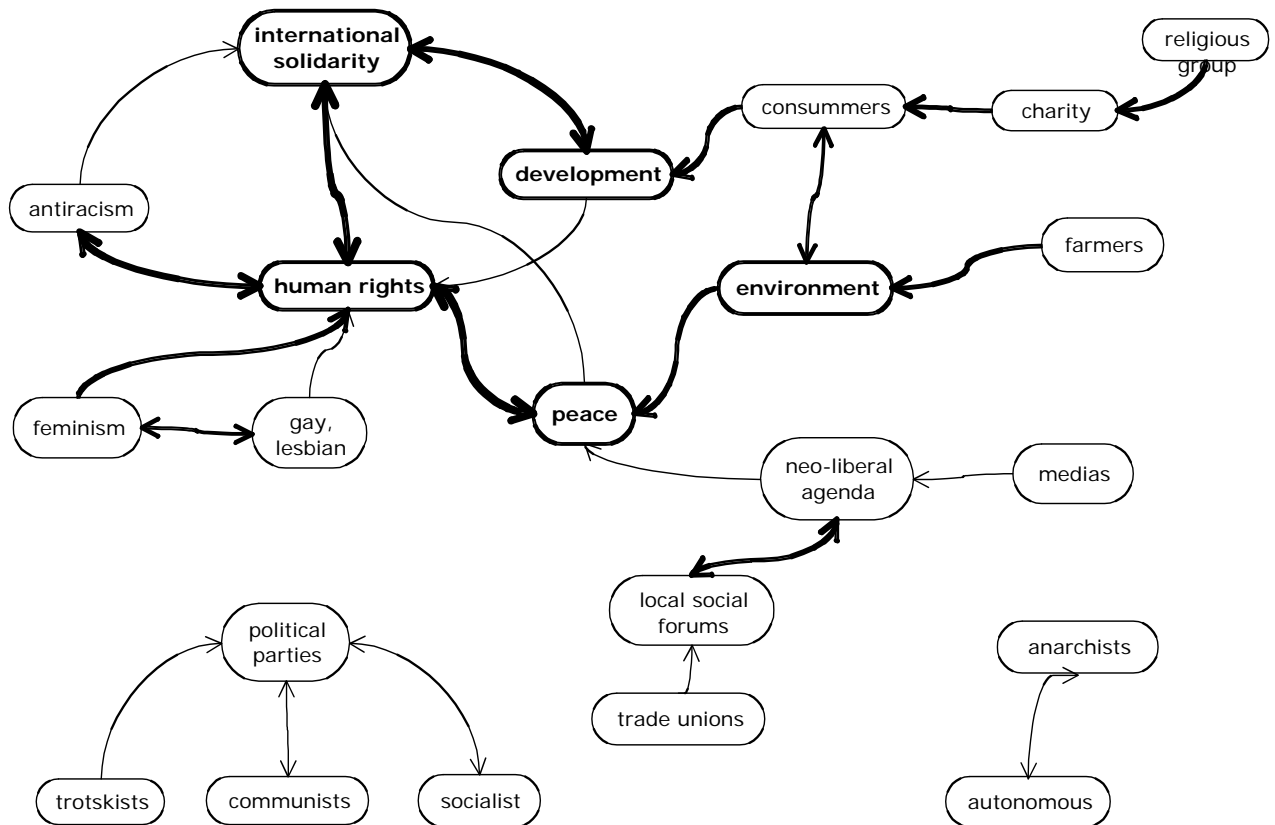 international
solidarity
religious
group
consummers
charity
development
antiracism
farmers
human rights
environment
feminism
gay,
lesbian
peace
neo-liberal
agenda
medias
local social
forums
political
parties
anarchists
trade unions
trotskists
communists
socialist
autonomous